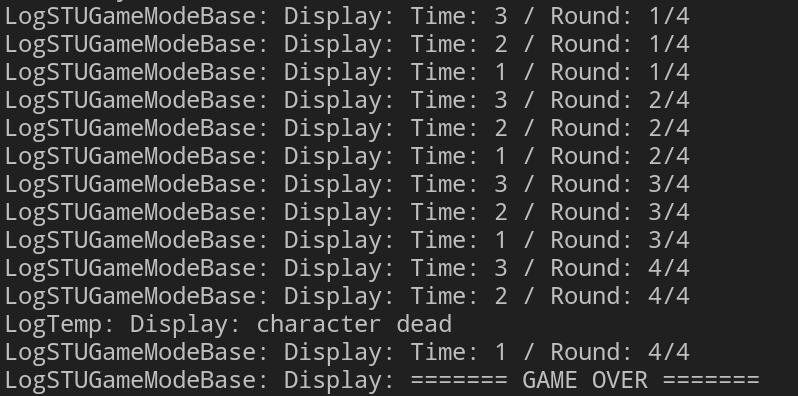 LogSTUGameModeBase: Display: Time: 3 / Round: 1/4
LogSTUGameModeBase: Display: Time: 2 / Round: 1/4
LogSTUGameModeBase: Display: Time: 1 / Round: 1/4
LogSTUGameModeBase: Display: Time: 3 / Round: 2/4
LogSTUGameModeBase: Display: Time: 2 / Round: 2/4
LogSTUGameModeBase: Display: Time: 1 / Round: 2/4
LogSTUGameModeBase: Display: Time: 3 / Round: 3/4
LogSTUGameModeBase: Display: Time: 2 / Round: 3/4
LogSTUGameModeBase: Display: Time: 1 / Round: 3/4
LogSTUGameModeBase: Display: Time: 3 / Round: 4/4
LogSTUGameModeBase: Display: Time: 2 / Round: 4/4
LogTemp: Display: character dead
LogSTUGameModeBase: Display: Time: 1 / Round: 4/4
LogSTUGameModeBase: Display: ======= GAME OVER =======